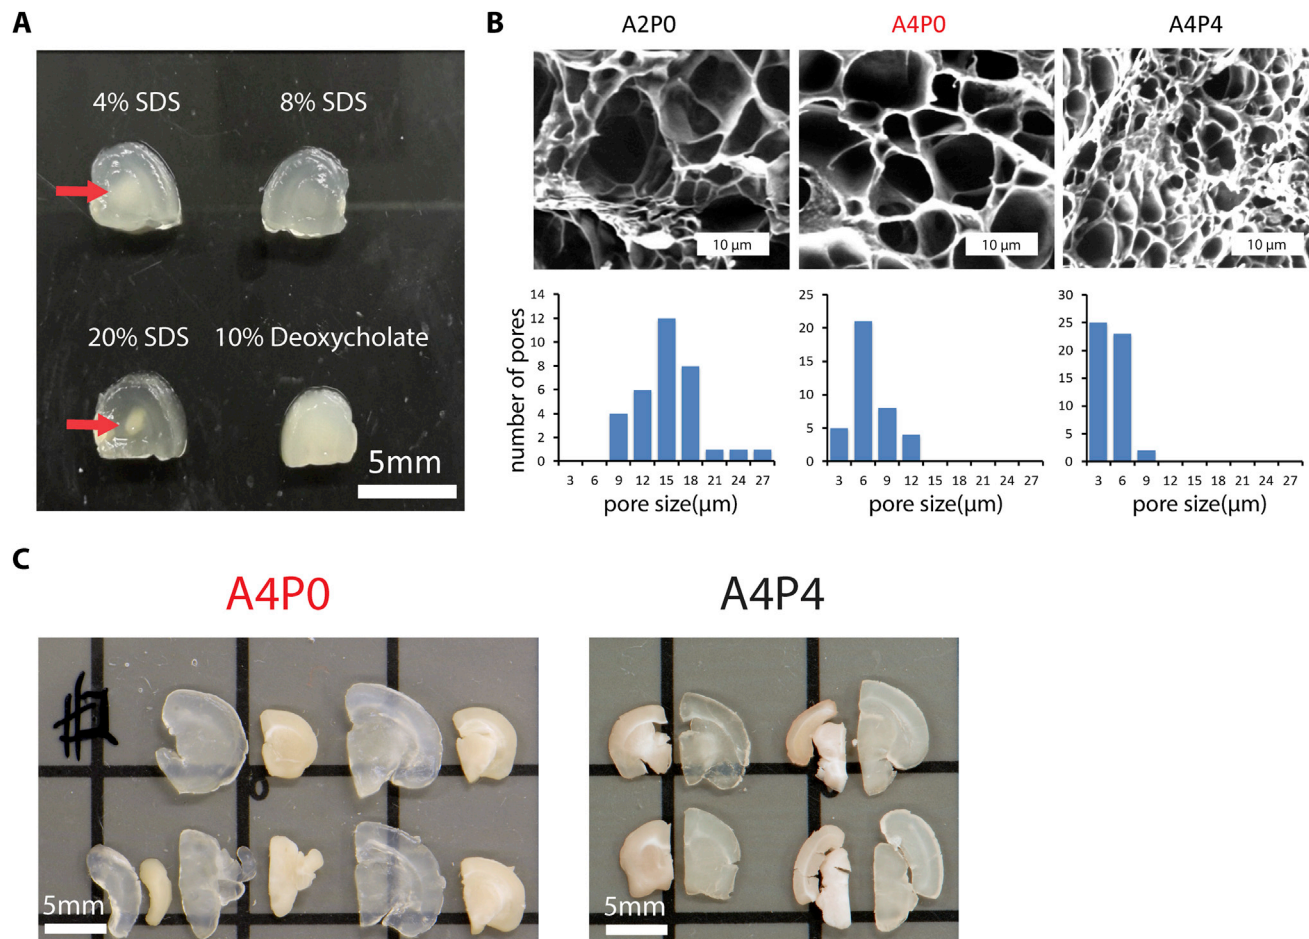 A
4% SDS 8% SDS
20% SDS 10% Deoxycholate
5mm
B
A2P0 A4P0 A4P4
10 µm 10 µm 10 µm
number of pores
14
12
10
8
6
4
2
0
3 6 9 12 15 18 21 24 27
pore size(µm)
25
20
15
10
5
0
3 6 9 12 15 18 21 24 27
pore size(µm)
30
25
20
15
10
5
0
3 6 9 12 15 18 21 24 27
pore size(µm)
C
A4P0 A4P4
0
5mm 5mm